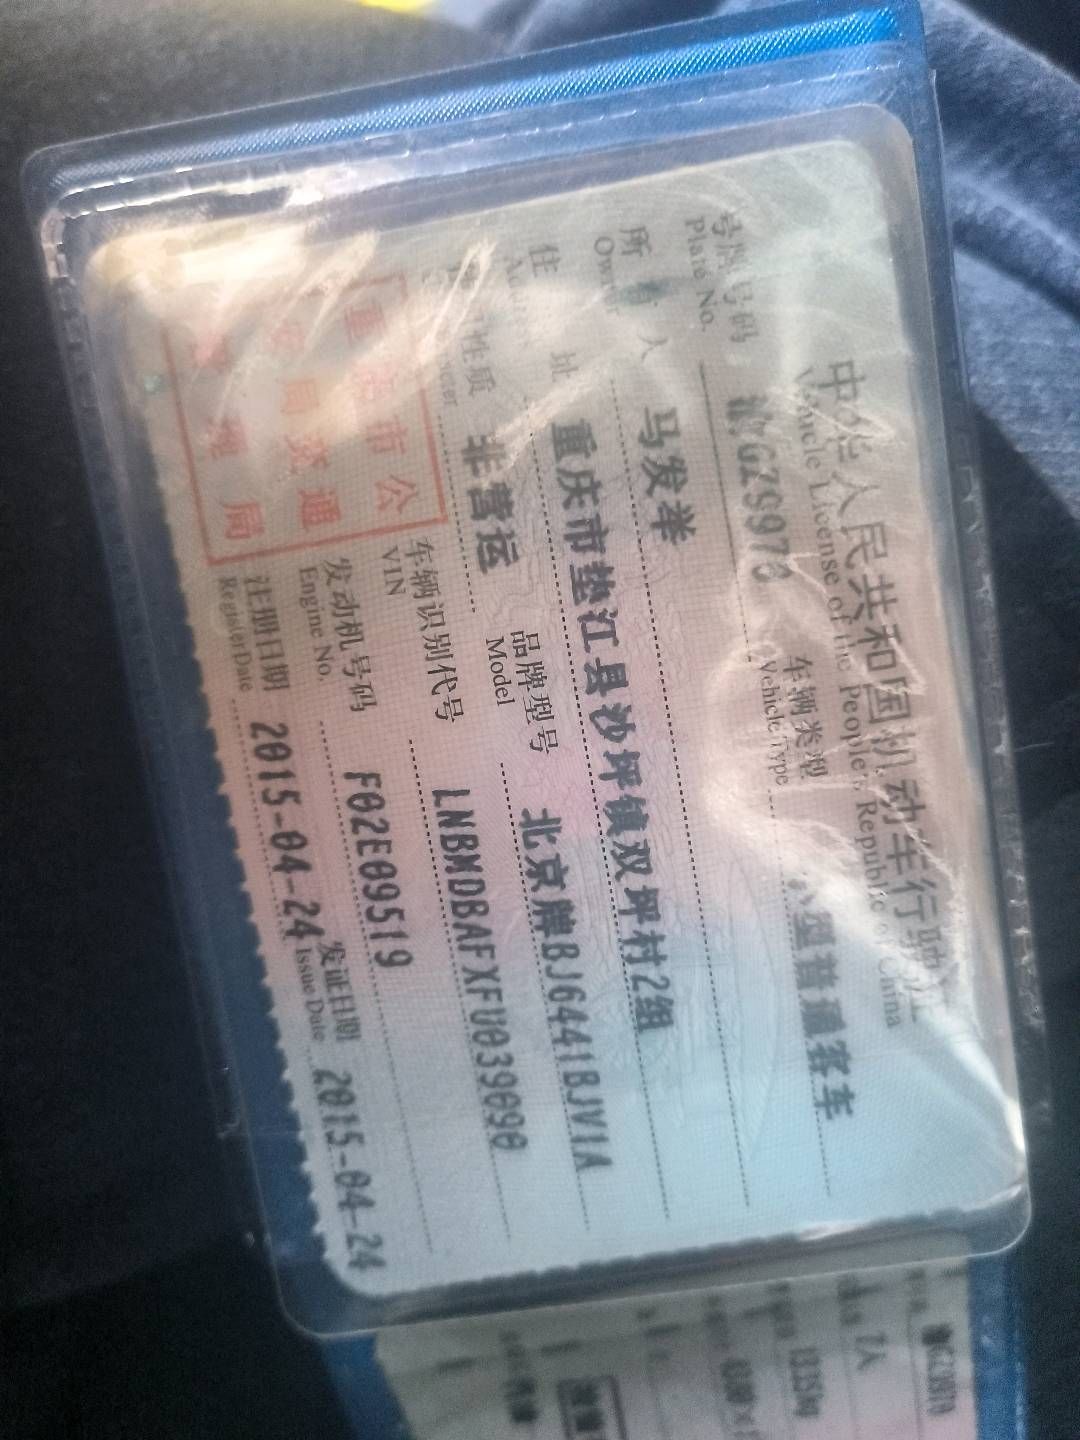 中华人民共和国机动车行驶证
Vehicle License of the People's Republic of China
号牌号码 车辆类型 小型普通客车
Plate No. Vehicle Type
所有人 马发举
Owner
住址 重庆市垫江县沙坪镇双坪村2组
Address
性质 非营运 品牌型号 北京牌BJ6441BJV1A
Model
重庆市公
安局交通
管理局
车辆识别代号 LNBMDBAFXFU039090
VIN
发动机号码 F02E09519
Engine No.
注册日期 2015-04-24 发证日期 2015-04-24
Register Date Issue Date
7人
1335kg